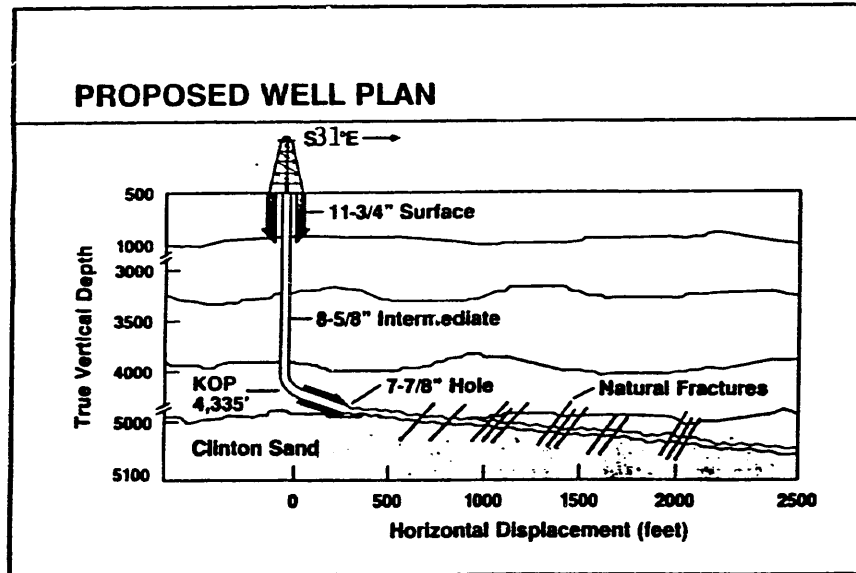 PROPOSED WELL PLAN
S31°E
500
11-3/4" Surface
1000
3000
3500
8-5/8" Intermediate
4000
KOP
4,335'
7-7/8" Hole
Natural Fractures
5000
Clinton Sand
5100
True Vertical Depth
0 500 1000 1500 2000 2500
Horizontal Displacement (feet)